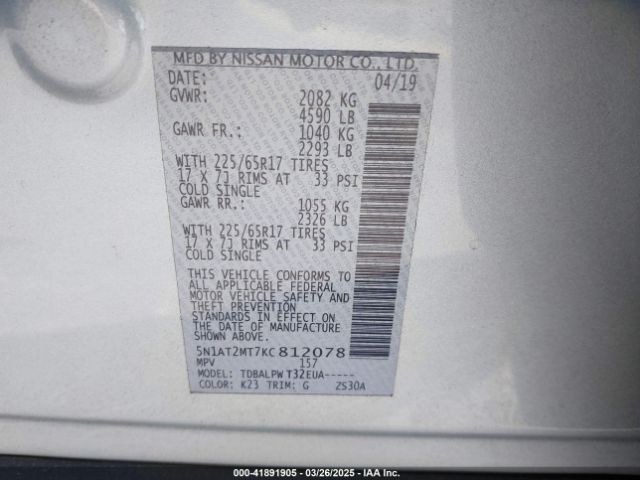 MFD BY NISSAN MOTOR CO., LTD.
DATE: 04/19
GVWR: 2082 KG
4590 LB
GAWR FR.: 1040 KG
2293 LB
WITH 225/65R17 TIRES
17 X 7J RIMS AT 33 PSI
COLD SINGLE
GAWR RR.: 1055 KG
2326 LB
WITH 225/65R17 TIRES
17 X 7J RIMS AT 33 PSI
COLD SINGLE
THIS VEHICLE CONFORMS TO
ALL APPLICABLE FEDERAL
MOTOR VEHICLE SAFETY AND
THEFT PREVENTION
STANDARDS IN EFFECT ON
THE DATE OF MANUFACTURE
SHOWN ABOVE.
5N1AT2MT7KC812078
MPV 157
MODEL: TDBALPW T32EUA-----
COLOR: K23 TRIM: G ZS30A
000-41891905 - 03/26/2025 - IAA Inc.